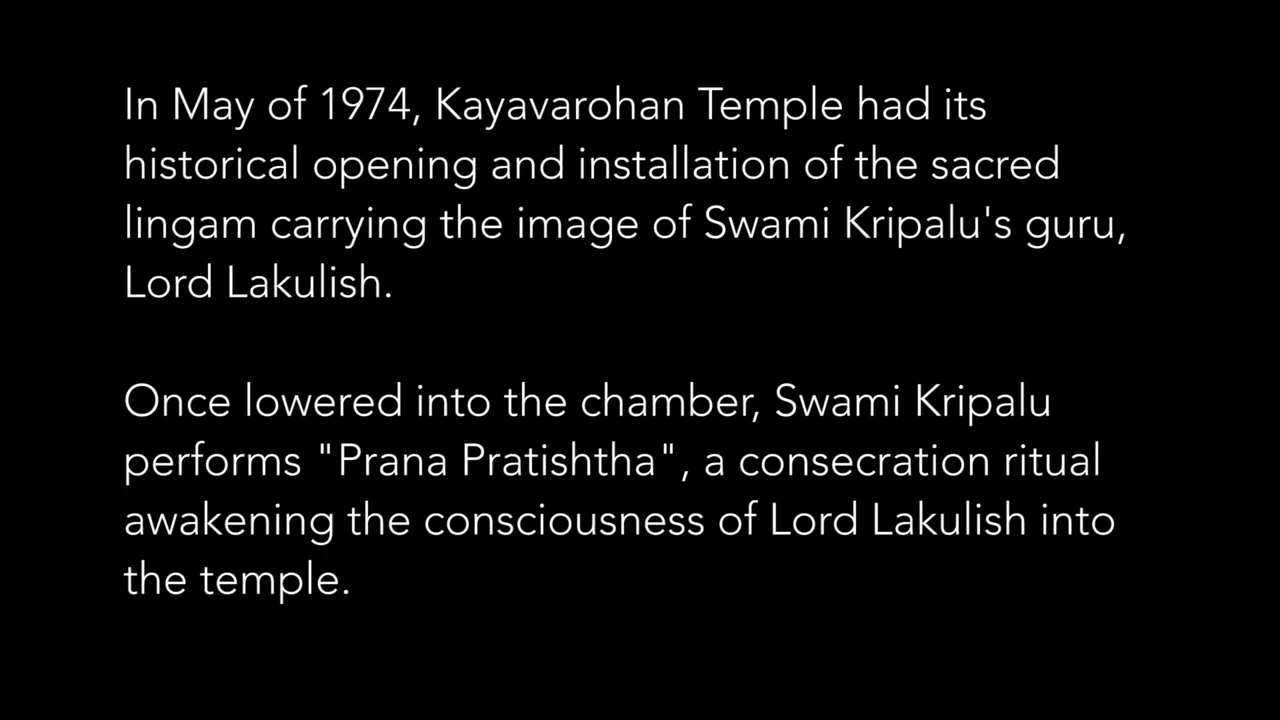 In May of 1974, Kayavarohan Temple had its
historical opening and installation of the sacred
lingam carrying the image of Swami Kripalu's guru,
Lord Lakulish.
Once lowered into the chamber, Swami Kripalu
performs "Prana Pratishtha", a consecration ritual
awakening the consciousness of Lord Lakulish into
the temple.